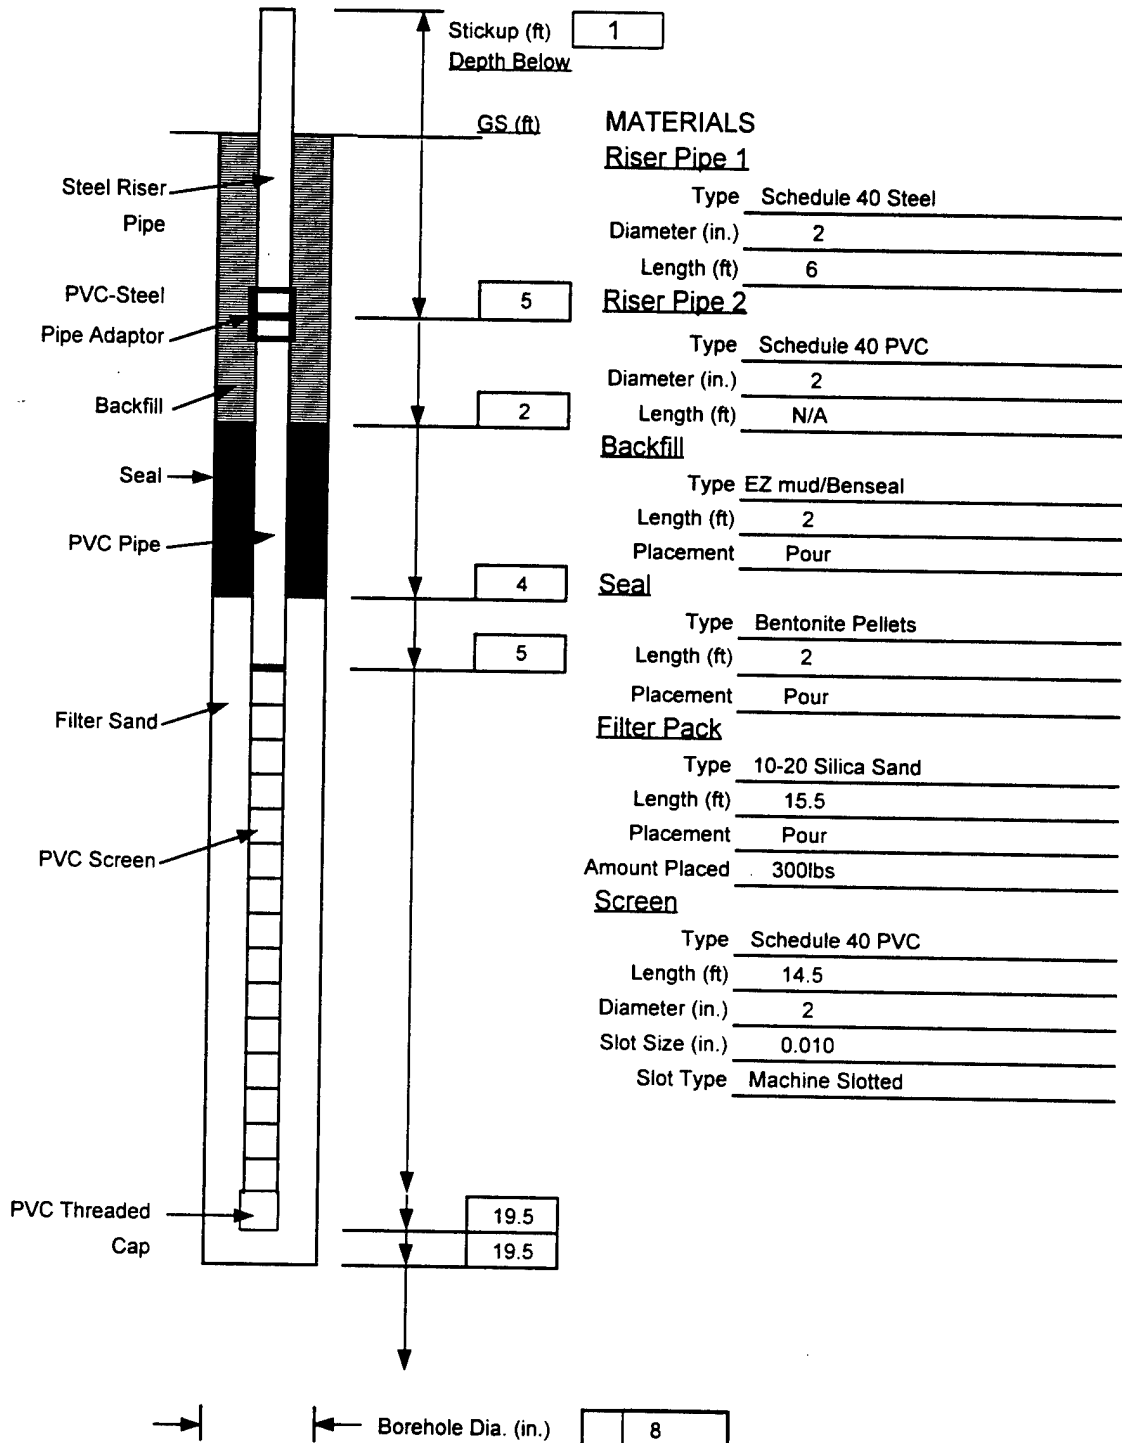 Stickup (ft) 1
Depth Below
GS (ft)
MATERIALS
Riser Pipe 1
Steel Riser
Pipe
Type Schedule 40 Steel
Diameter (in.) 2
Length (ft) 6
PVC-Steel
Pipe Adaptor
5
Riser Pipe 2
Type Schedule 40 PVC
Diameter (in.) 2
Length (ft) N/A
Backfill
2
Backfill
Type EZ mud/Benseal
Length (ft) 2
Placement Pour
Seal
PVC Pipe
4
Seal
Type Bentonite Pellets
Length (ft) 2
Placement Pour
5
Filter Sand
Filter Pack
Type 10-20 Silica Sand
Length (ft) 15.5
Placement Pour
Amount Placed 300lbs
PVC Screen
Screen
Type Schedule 40 PVC
Length (ft) 14.5
Diameter (in.) 2
Slot Size (in.) 0.010
Slot Type Machine Slotted
PVC Threaded
Cap
19.5
19.5
Borehole Dia. (in.) 8